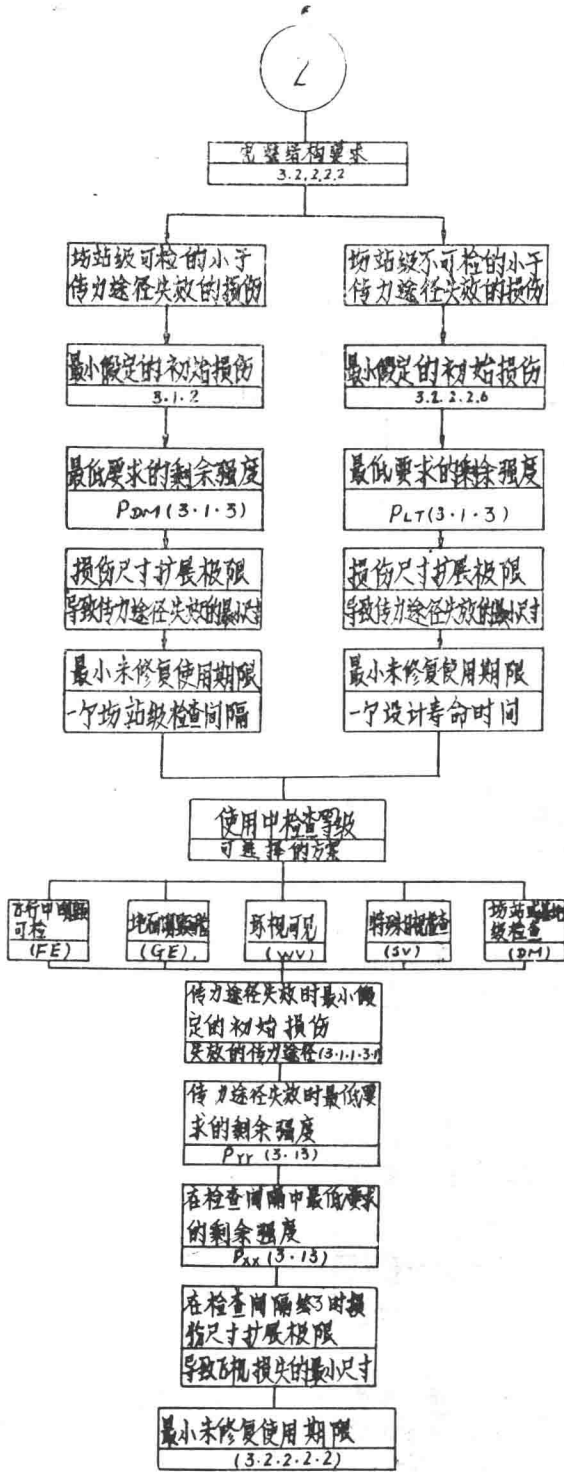 2
完整结构要求
3.2.2.2.2
场站级可检的小于
传力途径失效的损伤
场站级不可检的小于
传力途径失效的损伤
最小假定的初始损伤
3.1.2
最小假定的初始损伤
3.2.2.2.b
最低要求的剩余强度
PDM(3·1·3)
最低要求的剩余强度
PLT(3·1·3)
损伤尺寸扩展极限
导致传力途径失效的最小尺寸
损伤尺寸扩展极限
导致传力途径失效的最小尺寸
最小未修复使用期限
一个场站级检查间隔
最小未修复使用期限
一个设计寿命时间
使用中检查等级
可选择的方案
飞行中明显
可检
(FE)
地面明显
(GE)
环视可见
(WV)
特殊目视检查
(SV)
场站或基地
级检查
(DM)
传力途径失效时最小假
定的初始损伤
失效的传力途径(3·1·1·3·
传力途径失效时最低要
求的剩余强度
PYY (3·13)
在检查间隔中最低要求
的剩余强度
PXX (3·13)
在检查间隔终了时损
伤尺寸扩展极限
导致飞机损失的最小尺寸
最小未修复使用期限
(3·2·2·2·2)